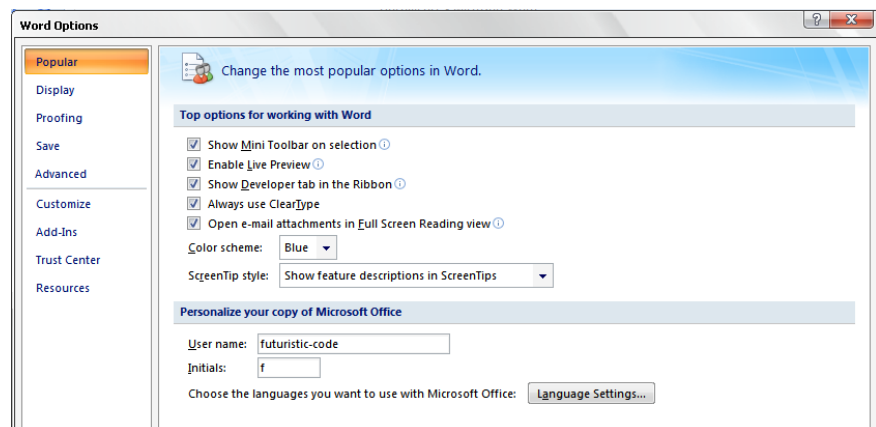 Word Options
Popular
Display
Proofing
Save
Advanced
Customize
Add-Ins
Trust Center
Resources
Change the most popular options in Word.
Top options for working with Word
Show Mini Toolbar on selection
Enable Live Preview
Show Developer tab in the Ribbon
Always use ClearType
Open e-mail attachments in Full Screen Reading view
Color scheme: Blue
ScreenTip style: Show feature descriptions in ScreenTips
Personalize your copy of Microsoft Office
User name: futuristic-code
Initials: f
Choose the languages you want to use with Microsoft Office: Language Settings...